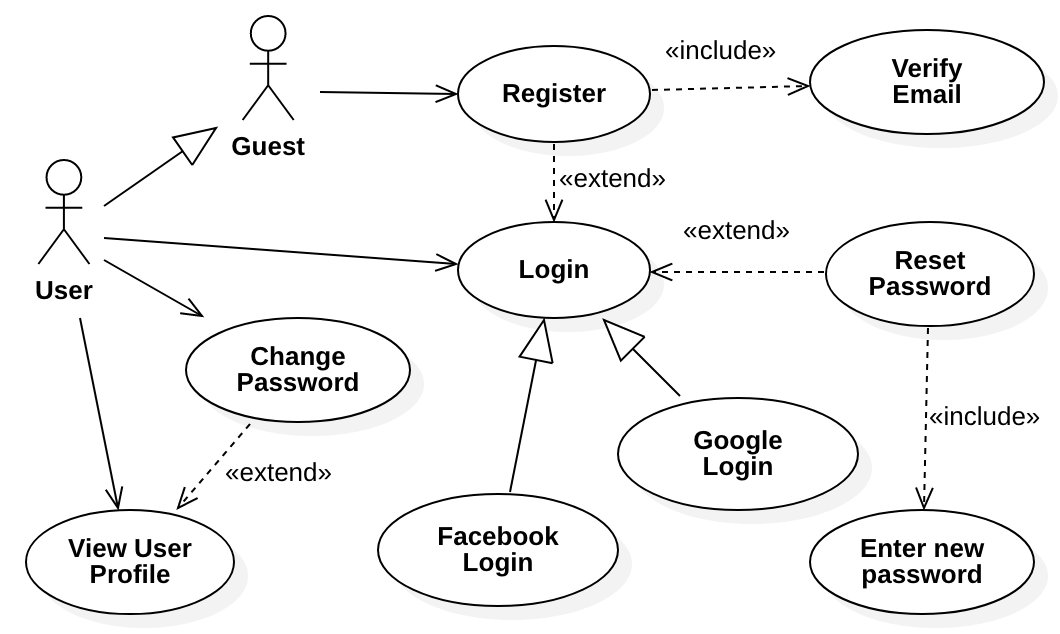 «include»
Verify
Email
Register
Guest
«extend»
«extend»
Reset
Password
Login
User
Change
Password
«include»
Google
Login
«extend»
View User
Profile
Facebook
Login
Enter new
password